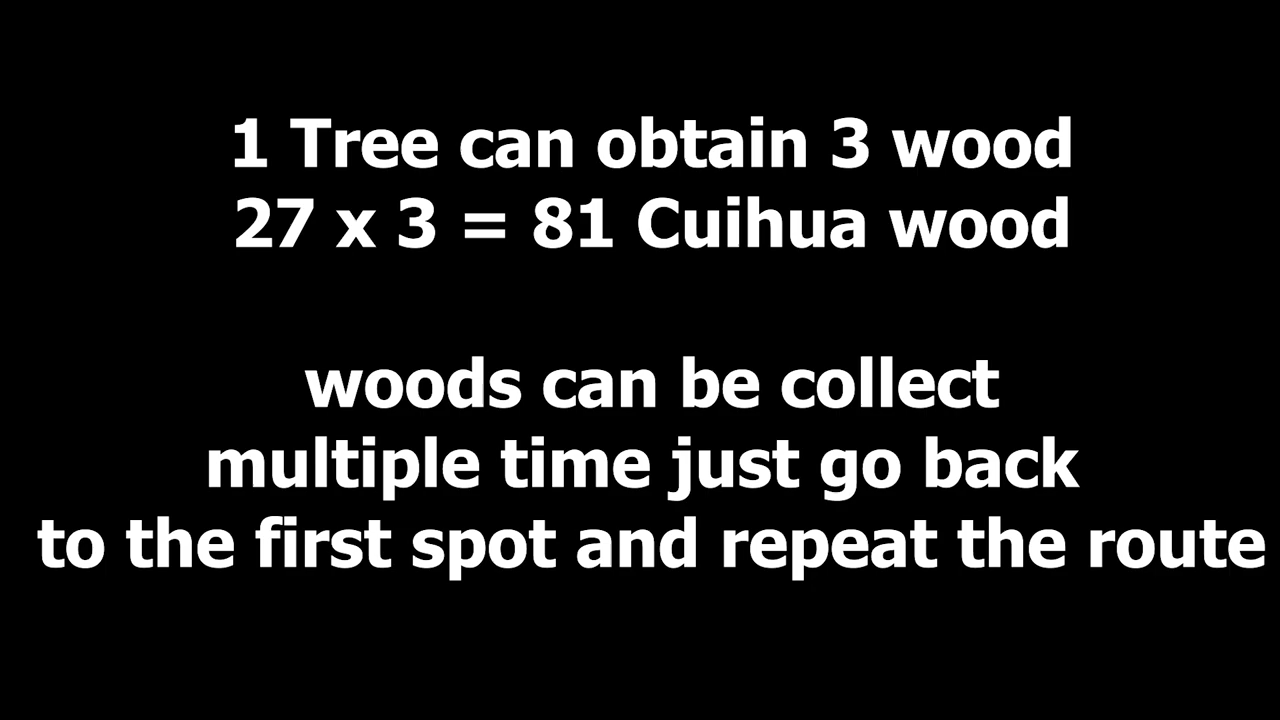 1 Tree can obtain 3 wood
27 x 3 = 81 Cuihua wood
woods can be collect
multiple time just go back
to the first spot and repeat the route